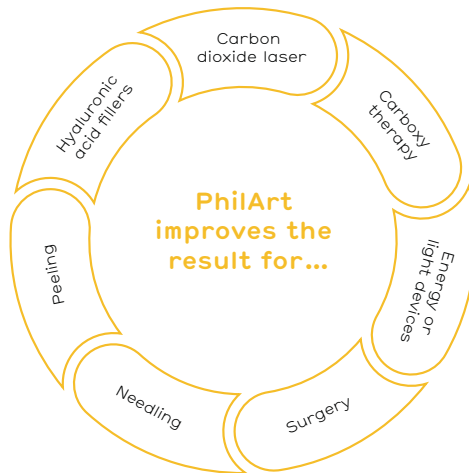 Carbon
dioxide laser
Carboxy
therapy
Energy or
light devices
Surgery
Needling
Peeling
Hyaluronic
acid fillers
PhilArt
improves the
result for...